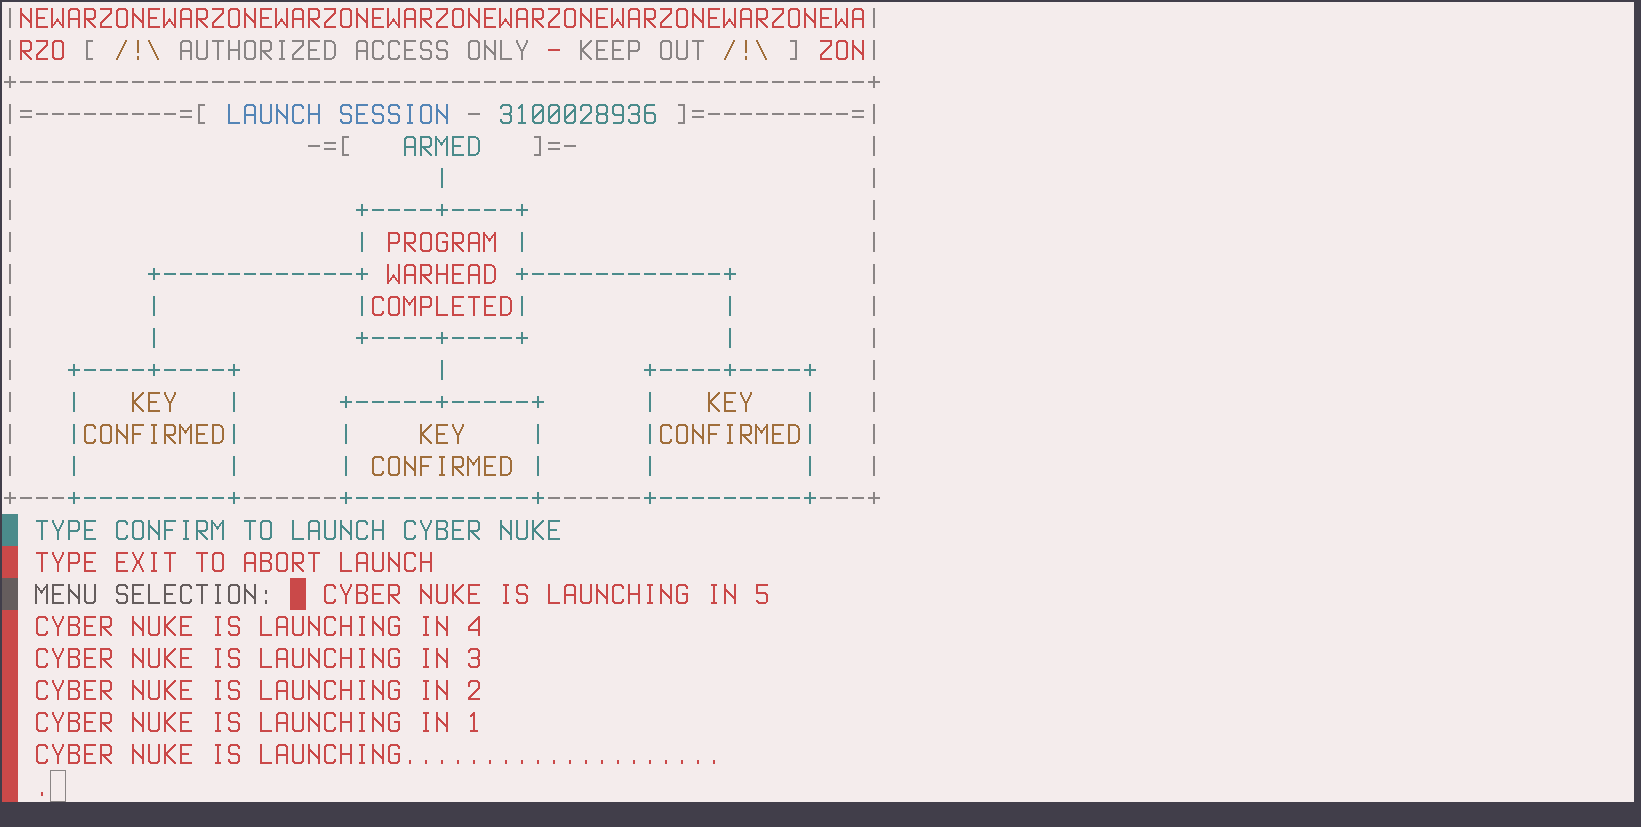 |NEWARZONEWARZONEWARZONEWARZONEWARZONEWARZONEWARZONEWA|
|RZO [ /!\ AUTHORIZED ACCESS ONLY - KEEP OUT /!\ ] ZON|
+-----------------------------------------------------+
|=---------=[ LAUNCH SESSION - 3100028936 ]=---------=|
-=[ ARMED ]=-
PROGRAM
WARHEAD
COMPLETED
KEY KEY
CONFIRMED KEY CONFIRMED
CONFIRMED
TYPE CONFIRM TO LAUNCH CYBER NUKE
TYPE EXIT TO ABORT LAUNCH
MENU SELECTION: CYBER NUKE IS LAUNCHING IN 5
CYBER NUKE IS LAUNCHING IN 4
CYBER NUKE IS LAUNCHING IN 3
CYBER NUKE IS LAUNCHING IN 2
CYBER NUKE IS LAUNCHING IN 1
CYBER NUKE IS LAUNCHING....................
.